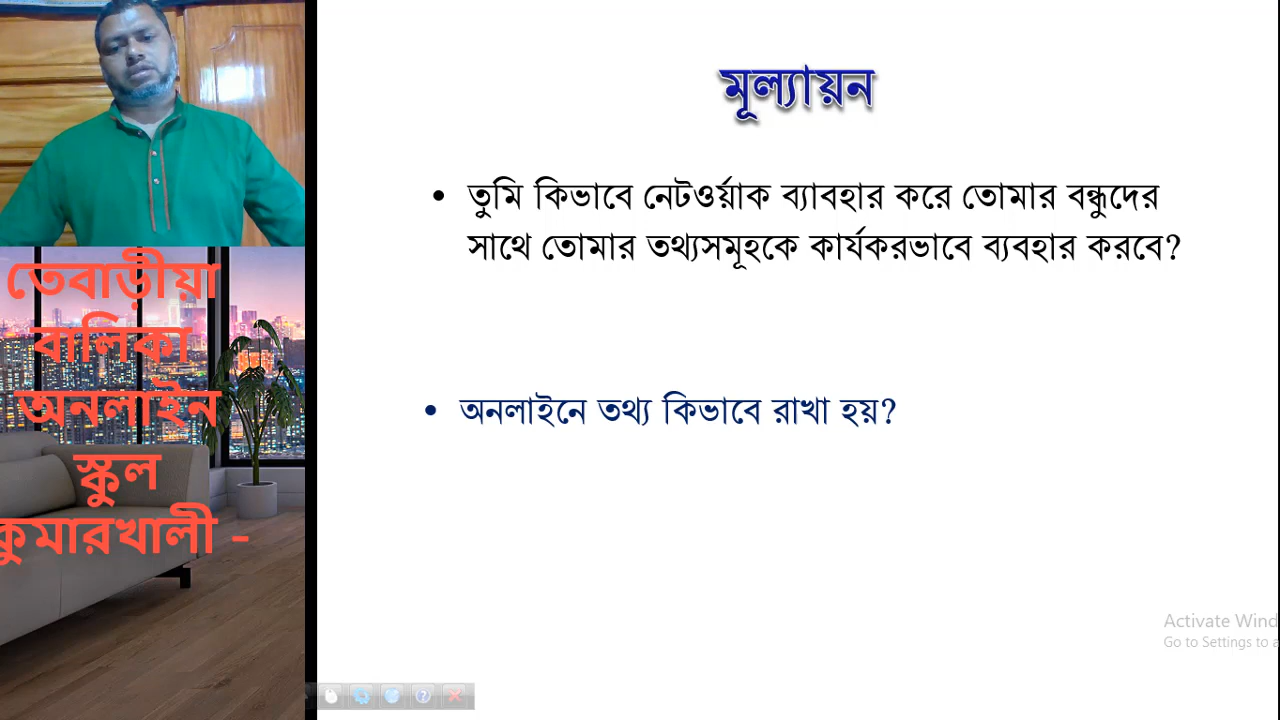 মূল্যায়ন
• তুমি কিভাবে নেটওর্য়াক ব্যাবহার করে তোমার বন্ধুদের
সাথে তোমার তথ্যসমূহকে কার্যকরভাবে ব্যবহার করবে?
• অনলাইনে তথ্য কিভাবে রাখা হয়?
তেবাড়ীয়া
বালিকা
অনলাইন
স্কুল
কুমারখালী -
Activate Wind
Go to Settings to a